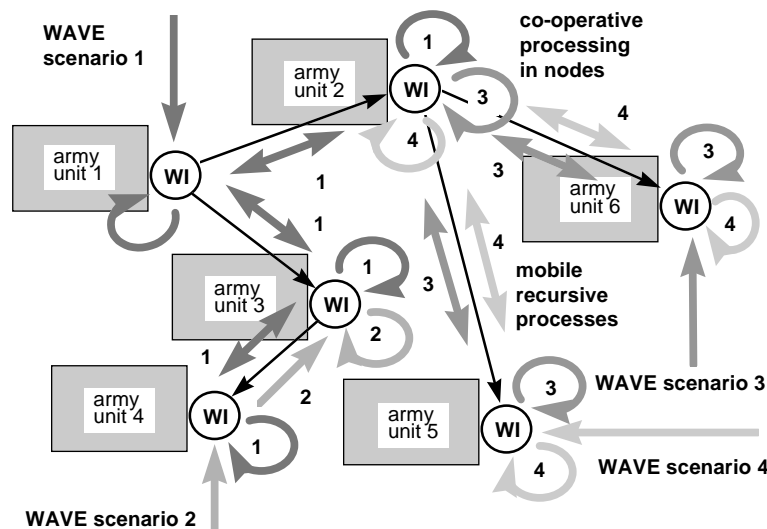 WAVE
scenario 1
co-operative
processing
in nodes
1
army
unit 2
WI
3
4
4
army
unit 1
WI
1
3
army
unit 6
WI
3
4
1
4
3
mobile
recursive
processes
army
unit 3
WI
1
2
1
2
army
unit 4
WI
1
army
unit 5
WI
3
4
WAVE scenario 3
WAVE scenario 4
WAVE scenario 2